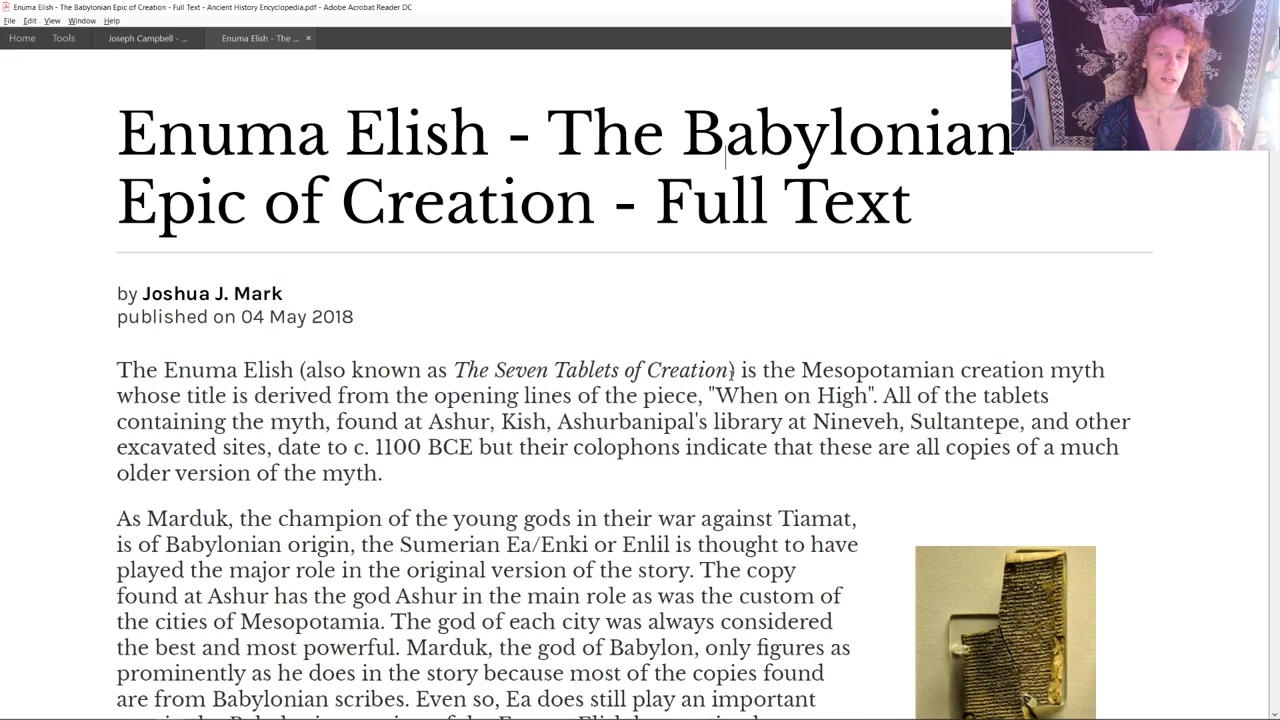 Enuma Elish - The Babylonian Epic of Creation - Full Text - Ancient History Encyclopedia.pdf - Adobe Acrobat Reader DC
File Edit View Window Help
Home Tools Joseph Campbell - ... Enuma Elish - The ... ×
Enuma Elish - The Babylonian
Epic of Creation - Full Text
by Joshua J. Mark
published on 04 May 2018
The Enuma Elish (also known as The Seven Tablets of Creation) is the Mesopotamian creation myth
whose title is derived from the opening lines of the piece, "When on High". All of the tablets
containing the myth, found at Ashur, Kish, Ashurbanipal's library at Nineveh, Sultantepe, and other
excavated sites, date to c. 1100 BCE but their colophons indicate that these are all copies of a much
older version of the myth.
As Marduk, the champion of the young gods in their war against Tiamat,
is of Babylonian origin, the Sumerian Ea/Enki or Enlil is thought to have
played the major role in the original version of the story. The copy
found at Ashur has the god Ashur in the main role as was the custom of
the cities of Mesopotamia. The god of each city was always considered
the best and most powerful. Marduk, the god of Babylon, only figures as
prominently as he does in the story because most of the copies found
are from Babylonian scribes. Even so, Ea does still play an important